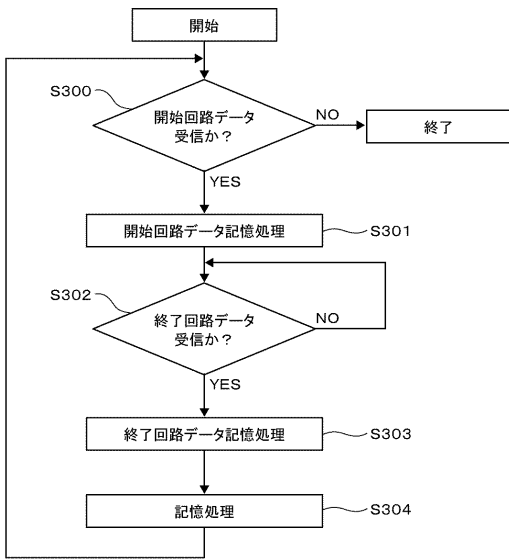 開始
S300
開始回路データ
受信か？
NO
終了
YES
開始回路データ記憶処理
S301
S302
終了回路データ
受信か？
NO
YES
終了回路データ記憶処理
S303
記憶処理
S304